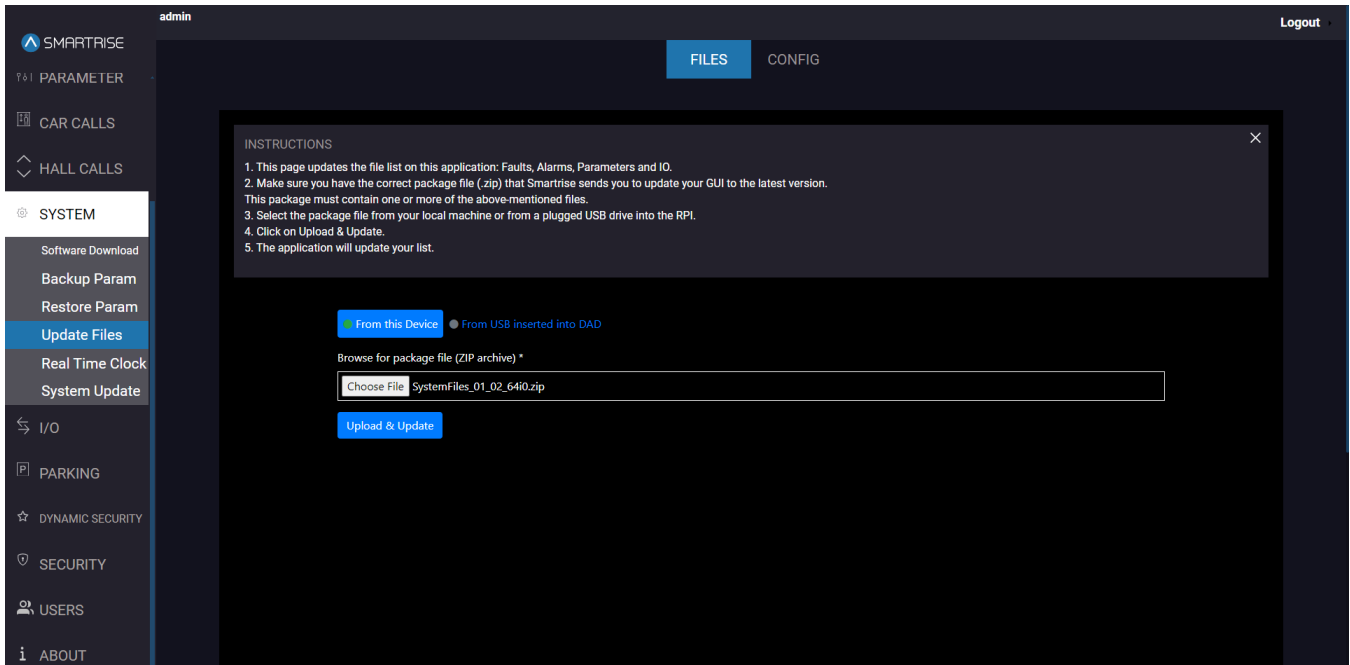 admin
Logout
SMARTRISE
PARAMETER
CAR CALLS
HALL CALLS
SYSTEM
Software Download
Backup Param
Restore Param
Update Files
Real Time Clock
System Update
I/O
PARKING
DYNAMIC SECURITY
SECURITY
USERS
ABOUT
FILES
CONFIG
INSTRUCTIONS
1. This page updates the file list on this application: Faults, Alarms, Parameters and IO.
2. Make sure you have the correct package file (.zip) that Smartrise sends you to update your GUI to the latest version.
This package must contain one or more of the above-mentioned files.
3. Select the package file from your local machine or from a plugged USB drive into the RPI.
4. Click on Upload & Update.
5. The application will update your list.
From this Device
From USB inserted into DAD
Browse for package file (ZIP archive) *
Choose File SystemFiles_01_02_64i0.zip
Upload & Update